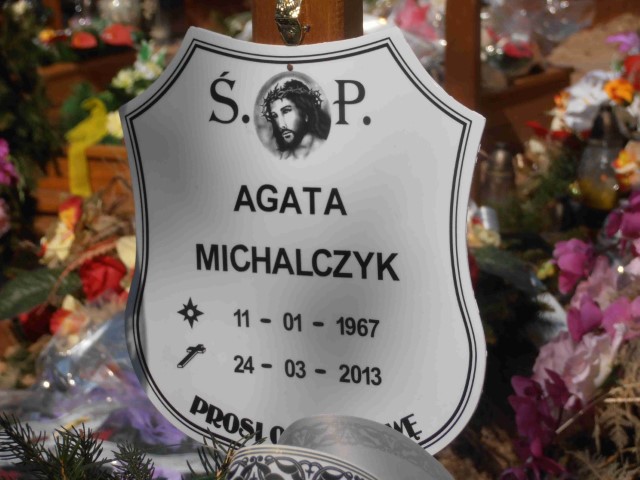 Ś. P.
AGATA
MICHALCZYK
11 - 01 - 1967
24 - 03 - 2013